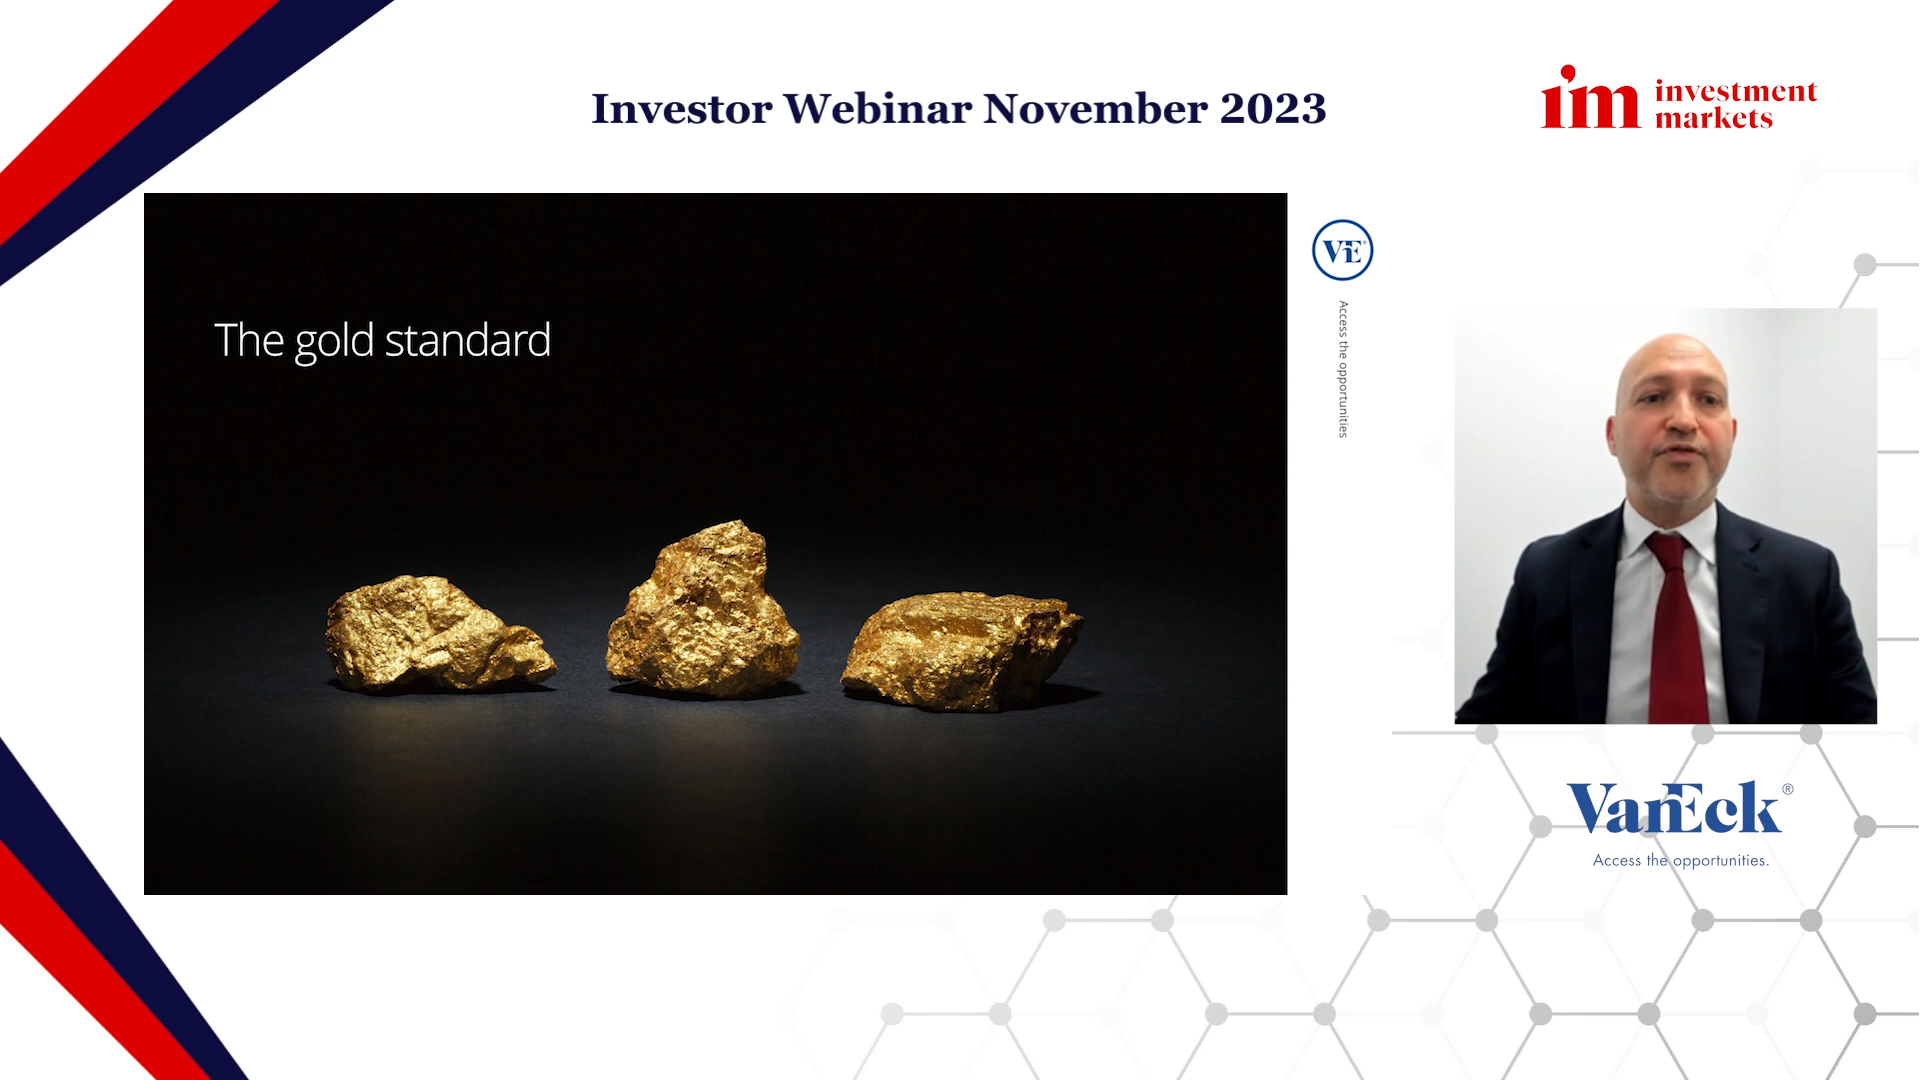 Investor Webinar November 2023
im investment
markets
The gold standard
VE
Access the opportunities
VanEck®
Access the opportunities.